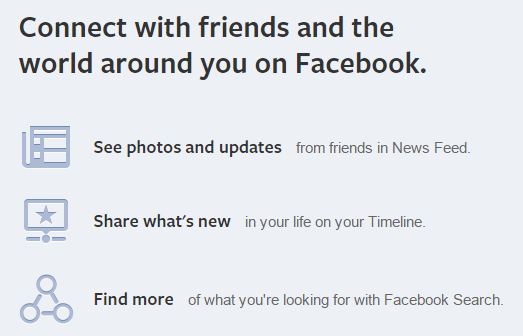 Connect with friends and the
world around you on Facebook.
See photos and updates from friends in News Feed.
Share what's new in your life on your Timeline.
Find more of what you're looking for with Facebook Search.